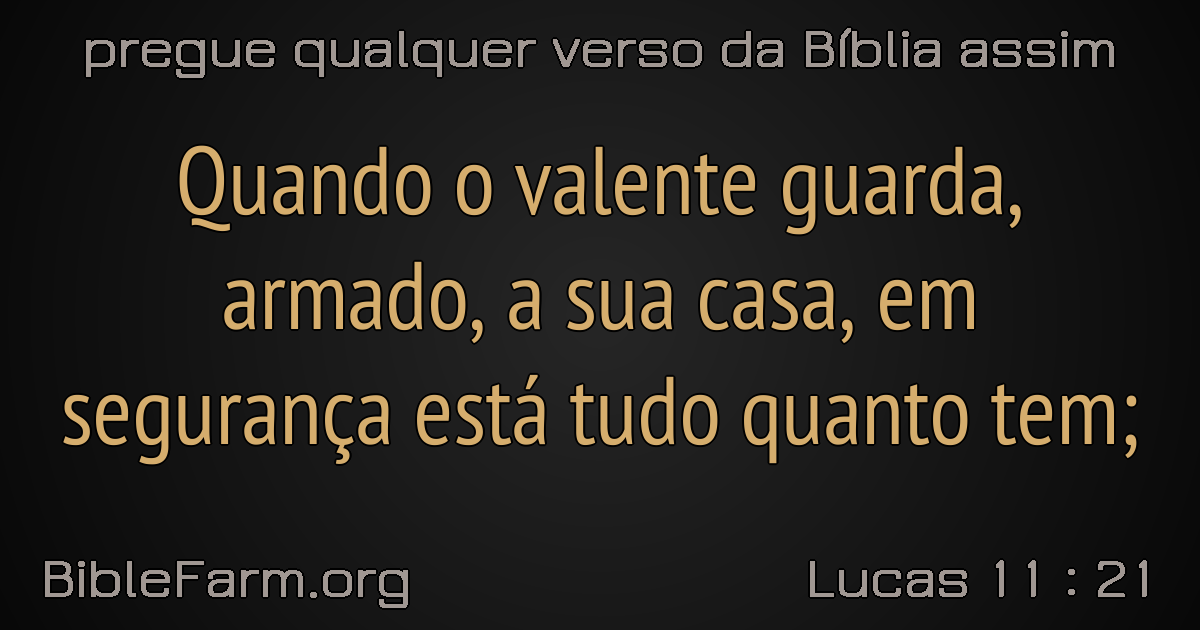 pregue qualquer verso da Bíblia assim
Quando o valente guarda,
armado, a sua casa, em
segurança está tudo quanto tem;
BibleFarm.org
Lucas 11 : 21